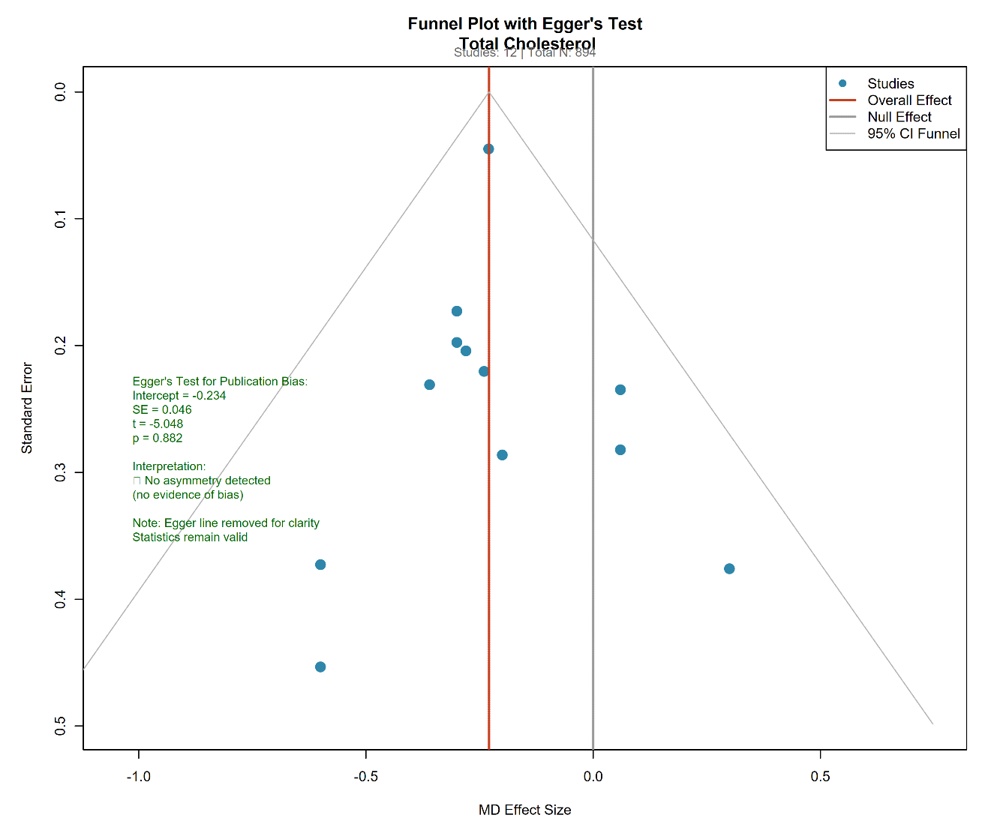 Funnel Plot with Egger's Test
Total Cholesterol
Studies: 12 | Total N: 894
Studies
Overall Effect
Null Effect
95% CI Funnel
0.0
0.1
0.2
0.3
0.4
0.5
Standard Error
Egger's Test for Publication Bias:
Intercept = -0.234
SE = 0.046
t = -5.048
p = 0.882
Interpretation:
No asymmetry detected
(no evidence of bias)
Note: Egger line removed for clarity
Statistics remain valid
-1.0
-0.5
0.0
0.5
MD Effect Size